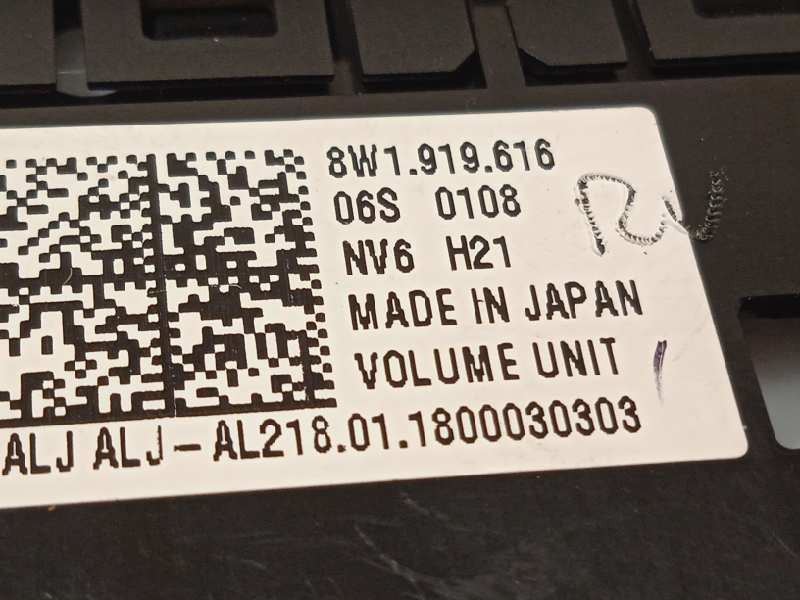 8W1.919.616
06S 0108
NV6 H21
MADE IN JAPAN
VOLUME UNIT
ALJ ALJ-AL218.01.1800030303